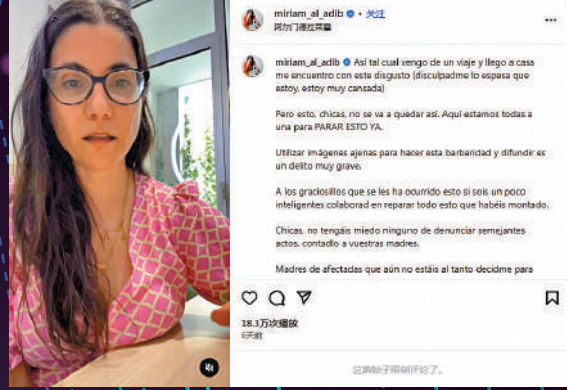 miriam_al_adib • 关注
阿尔门德拉莱霍
miriam_al_adib Así tal cual vengo de un viaje y llego a casa
me encuentro con este disgusto (disculpadme lo espesa que
estoy, estoy muy cansada)
Pero esto, chicas, no se va a quedar así. Aquí estamos todas a
una para PARAR ESTO YA.
Utilizar imágenes ajenas para hacer esta barbaridad y difundir es
un delito muy grave.
A los graciosillos que se les ha ocurrido esto si sois un poco
inteligentes colaborad en reparar todo esto que habéis montado.
Chicas, no tengáis miedo ninguno de denunciar semejantes
actos, contadlo a vuestras madres.
Madres de afectadas que aún no estáis al tanto decidme para
18.3万次播放
6天前
这篇帖子限制评论了。